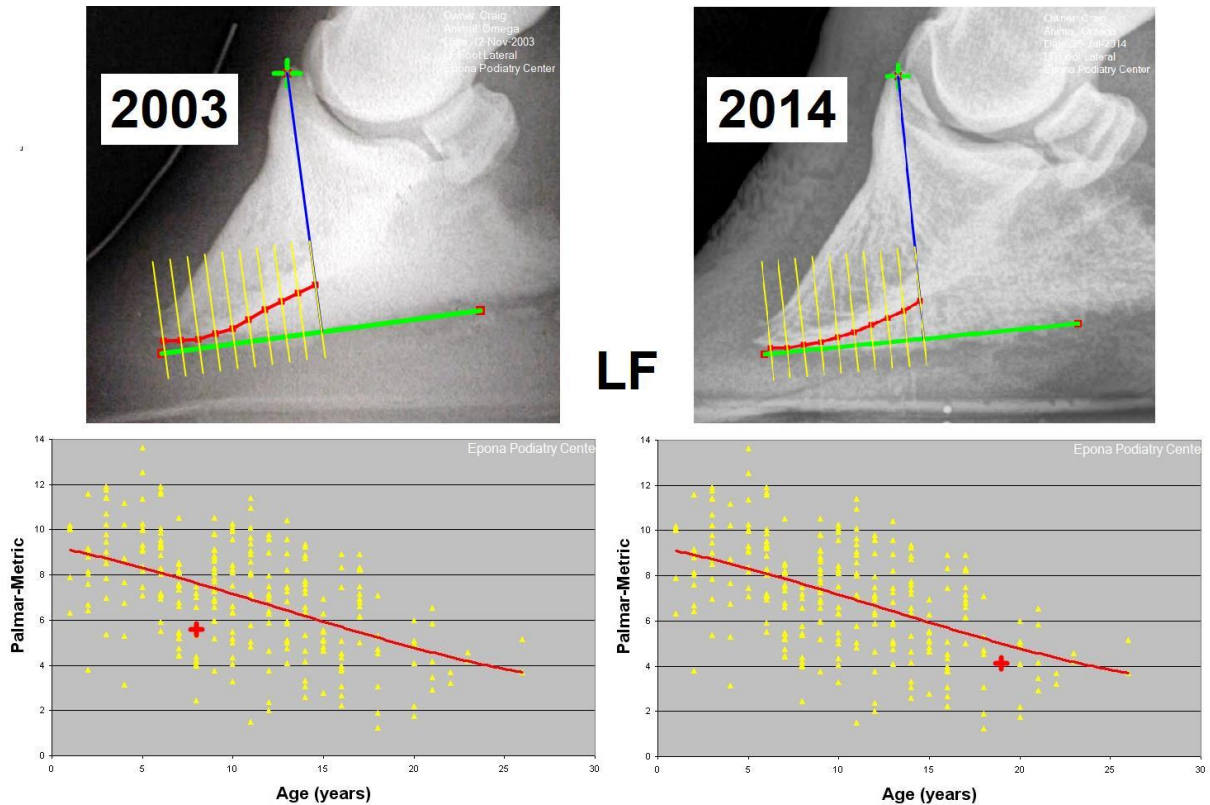 Owner: Craig
Animal: Omega
Date: 12-Nov-2003
LF Foot Lateral
Epona Podiatry Center
2003
Owner: Craig
Epona Podiatry Center
2014
LF
Epona Podiatry Center
14
12
10
8
6
4
2
0
Palmar-Metric
0 5 10 15 20 25 30
Age (years)
Epona Podiatry Center
14
12
10
8
6
4
2
0
Palmar-Metric
0 5 10 15 20 25 30
Age (years)